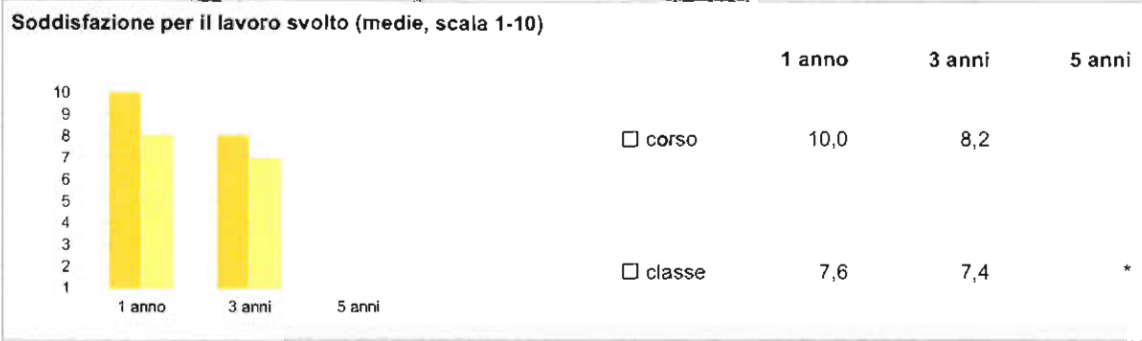 Soddisfazione per il lavoro svolto (medie, scala 1-10)
1 anno 3 anni 5 anni
10
9
8
7
6
5
4
3
2
1
1 anno 3 anni 5 anni
corso 10,0 8,2
classe 7,6 7,4 *